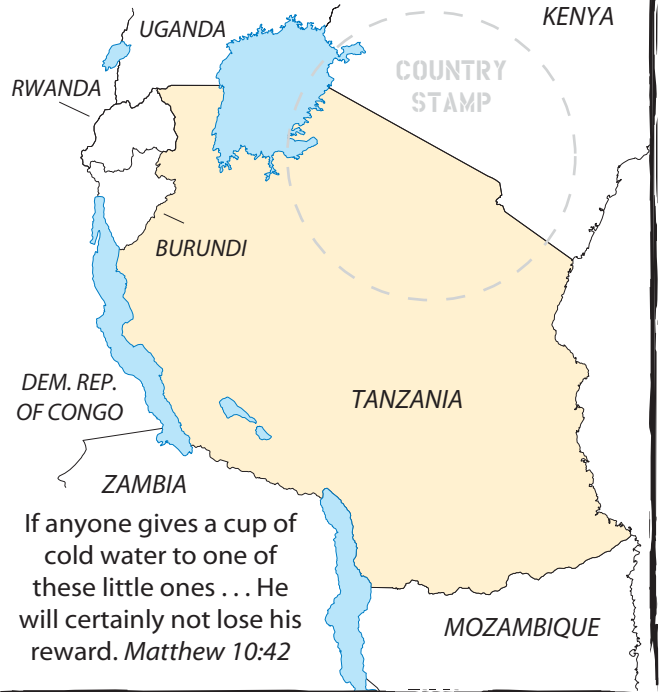 UGANDA
KENYA
RWANDA
COUNTRY
STAMP
BURUNDI
DEM. REP.
OF CONGO
TANZANIA
ZAMBIA
If anyone gives a cup of
cold water to one of
these little ones . . . He
will certainly not lose his
reward. Matthew 10:42
MOZAMBIQUE